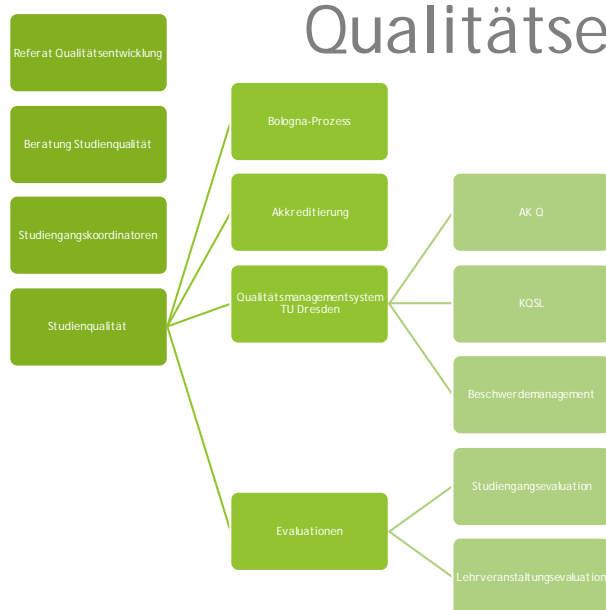 Qualitätse
Referat Qualitätsentwicklung
Beratung Studienqualität
Studiengangskoordinatoren
Studienqualität
Bologna-Prozess
Akkreditierung
Qualitätsmanagementsystem
TU Dresden
Evaluationen
AK Q
KQSL
Beschwerdemanagement
Studiengangsevaluation
Lehrveranstaltungsevaluation